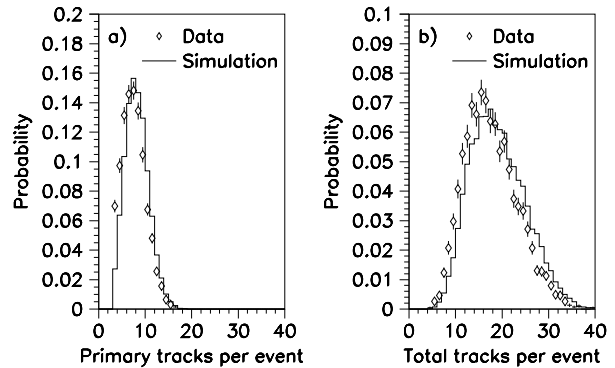 a)
Data
Simulation
Probability
0.2
0.18
0.16
0.14
0.12
0.1
0.08
0.06
0.04
0.02
0
0 10 20 30 40
Primary tracks per event
b)
Data
Simulation
Probability
0.1
0.09
0.08
0.07
0.06
0.05
0.04
0.03
0.02
0.01
0
0 10 20 30 40
Total tracks per event